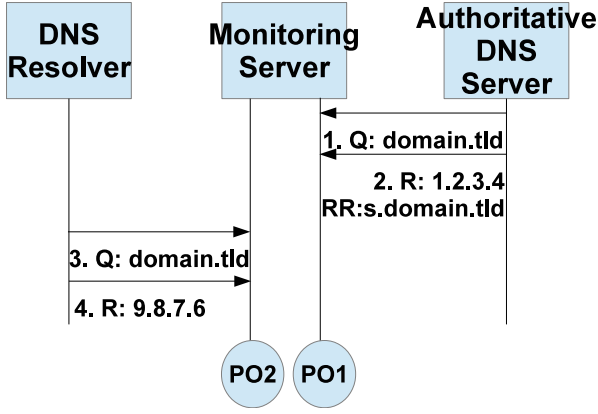 DNS
Resolver
Monitoring
Server
Authoritative
DNS
Server
1. Q: domain.tld
2. R: 1.2.3.4
RR:s.domain.tld
3. Q: domain.tld
4. R: 9.8.7.6
PO2
PO1